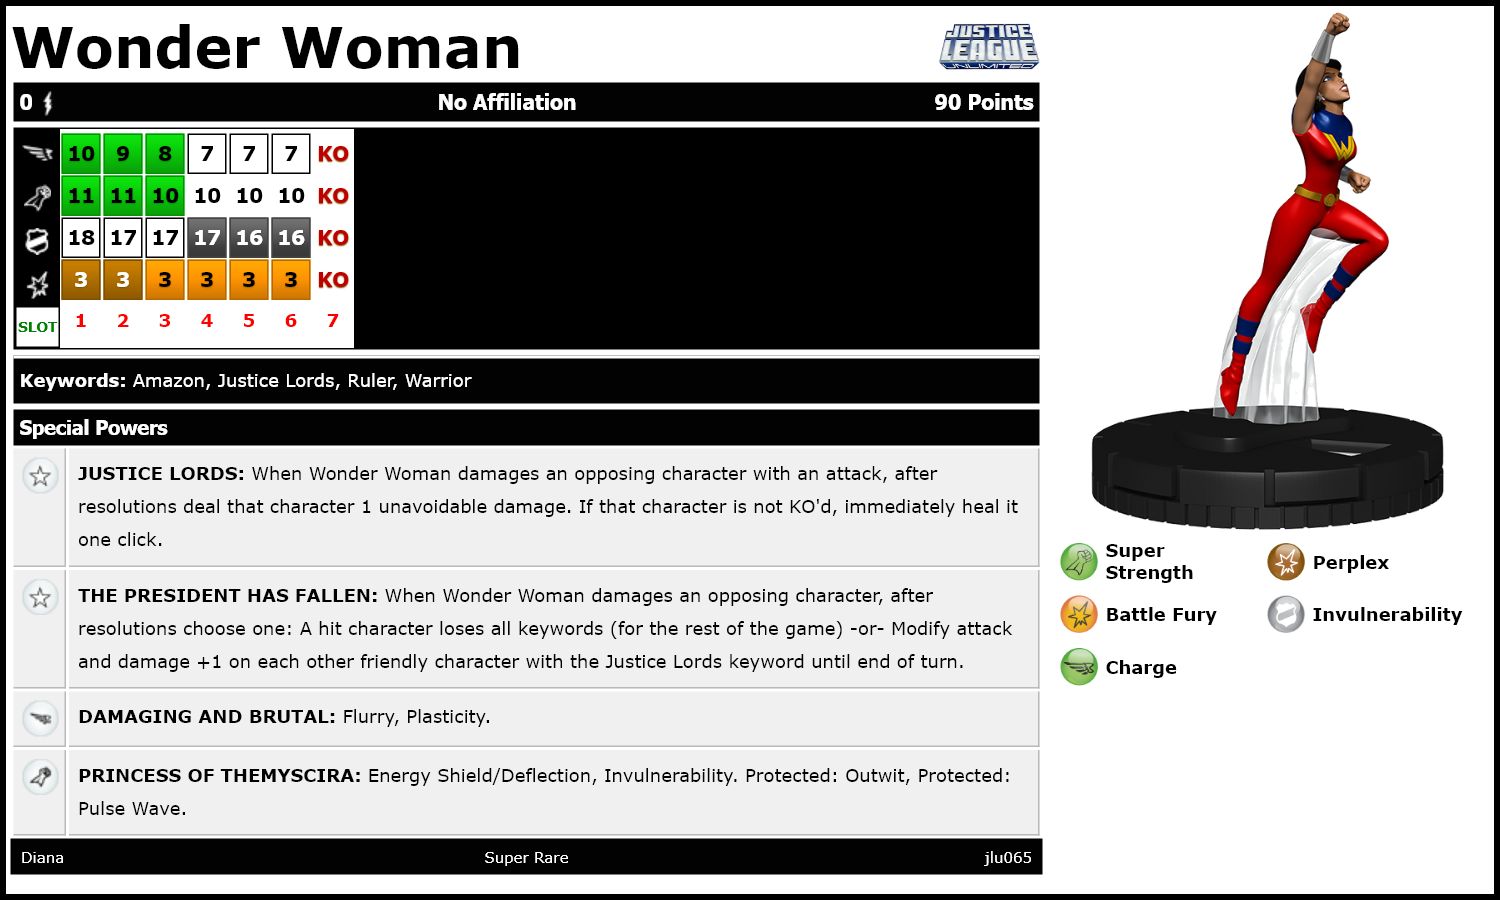 Wonder Woman
JUSTICE
LEAGUE
UNLIMITED
0 No Affiliation 90 Points
10 9 8 7 7 7 KO
11 11 10 10 10 10 KO
18 17 17 17 16 16 KO
3 3 3 3 3 3 KO
SLOT 1 2 3 4 5 6 7
Keywords: Amazon, Justice Lords, Ruler, Warrior
Special Powers
JUSTICE LORDS: When Wonder Woman damages an opposing character with an attack, after
resolutions deal that character 1 unavoidable damage. If that character is not KO'd, immediately heal it
one click.
THE PRESIDENT HAS FALLEN: When Wonder Woman damages an opposing character, after
resolutions choose one: A hit character loses all keywords (for the rest of the game) -or- Modify attack
and damage +1 on each other friendly character with the Justice Lords keyword until end of turn.
DAMAGING AND BRUTAL: Flurry, Plasticity.
PRINCESS OF THEMYSCIRA: Energy Shield/Deflection, Invulnerability. Protected: Outwit, Protected:
Pulse Wave.
Diana Super Rare jlu065
Super
Strength
Perplex
Battle Fury
Invulnerability
Charge